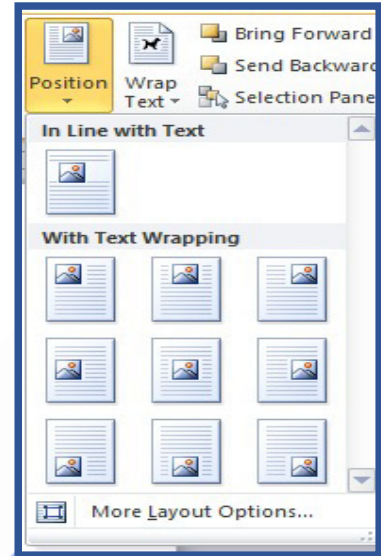 Bring Forward
Send Backward
Position
Wrap
Text
Selection Pane
In Line with Text
With Text Wrapping
More Layout Options...